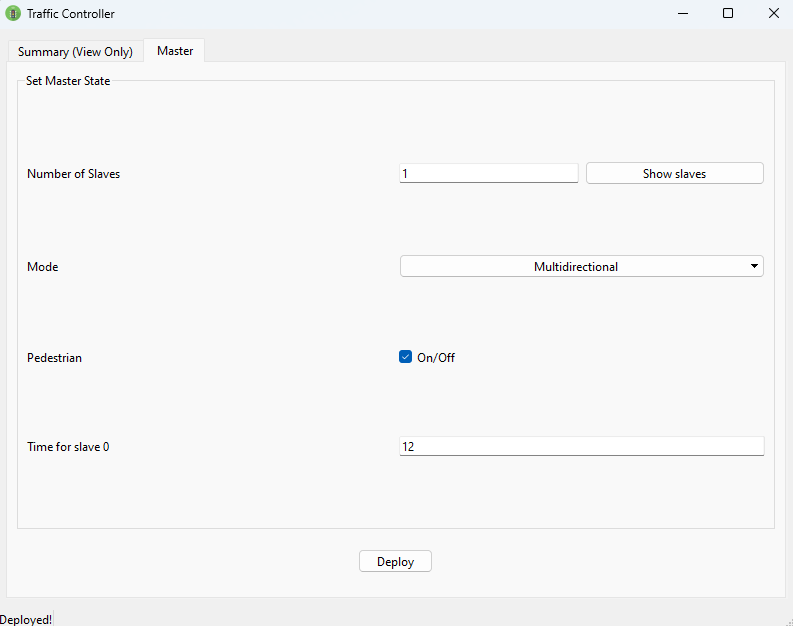 Traffic Controller
Summary (View Only) Master
Set Master State
Number of Slaves 1 Show slaves
Mode Multidirectional
Pedestrian On/Off
Time for slave 0 12
Deploy
Deployed!